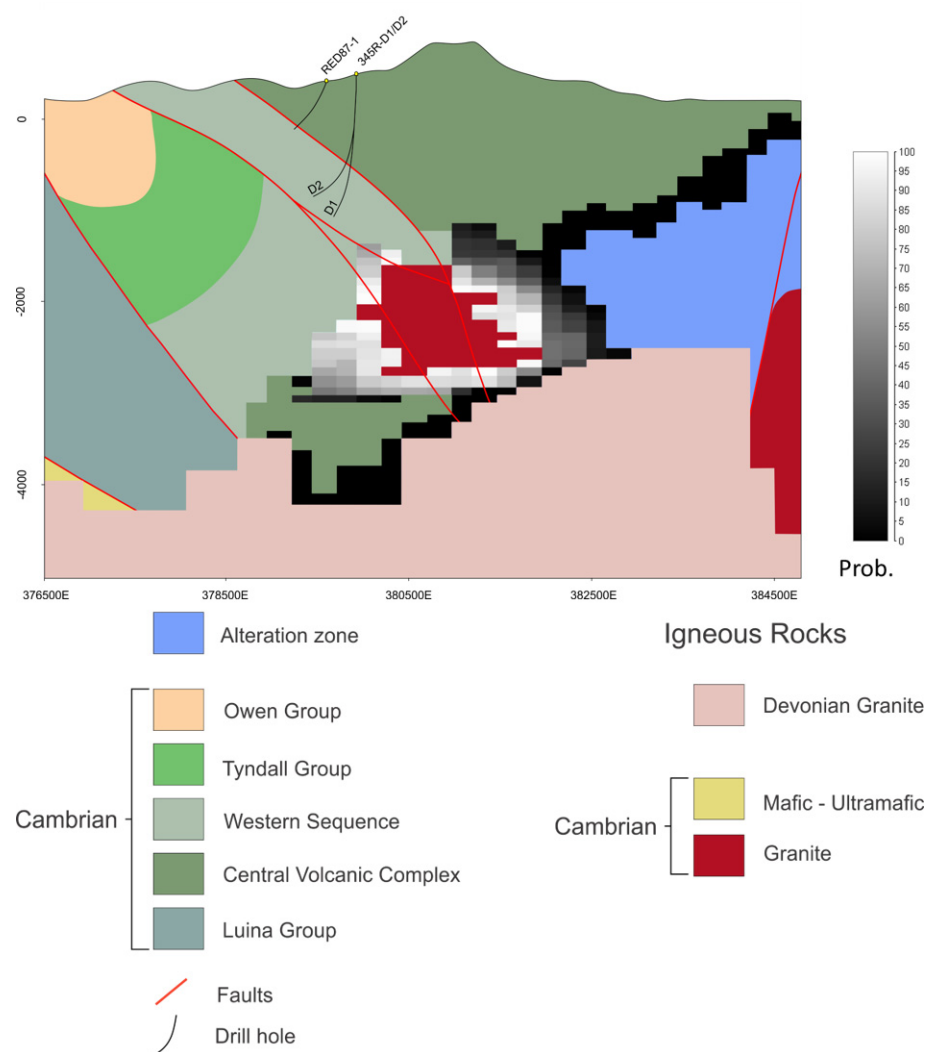 RED87-1
345R-D1/D2
D2
D1
0
-2000
-4000
376500E
378500E
380500E
382500E
384500E
100
95
90
85
80
75
70
65
60
55
50
45
40
35
30
25
20
15
10
5
0
Prob.
Alteration zone
Cambrian
Owen Group
Tyndall Group
Western Sequence
Central Volcanic Complex
Luina Group
Faults
Drill hole
Igneous Rocks
Devonian Granite
Cambrian
Mafic - Ultramafic
Granite